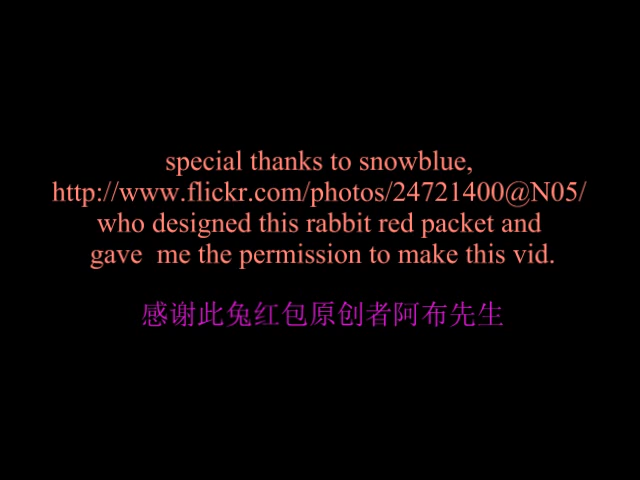 special thanks to snowblue,
http://www.flickr.com/photos/24721400@N05/
who designed this rabbit red packet and
gave  me the permission to make this vid.
感谢此兔红包原创者阿布先生